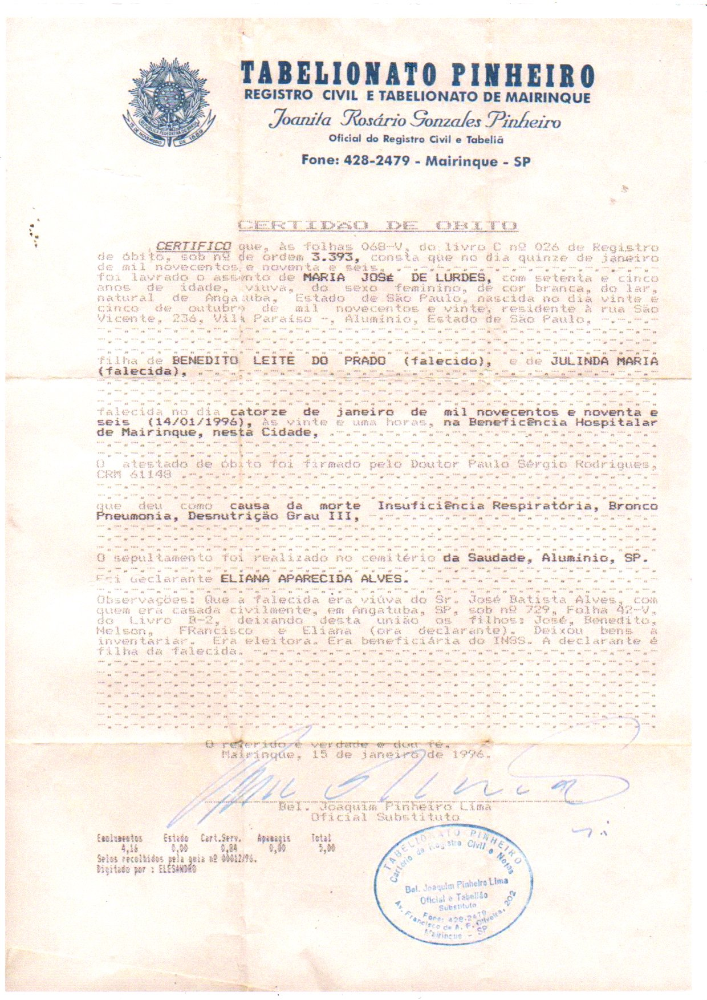 TABELIONATO PINHEIRO
REGISTRO CIVIL E TABELIONATO DE MAIRINQUE
Joanita Rosário Gonzales Pinheiro
Oficial do Registro Civil e Tabeliã
Fone: 428-2479 - Mairinque - SP
REPÚBLICA FEDERATIVA DO BRASIL
15 DE NOVEMBRO DE 1889
CERTIDAO DE OBITO
CERTIFICO que, às folhas 068-V, do livro C nº 026 de Registro
de óbito, sob nº de ordem 3.393, consta que no dia quinze de janeiro
de mil novecentos e noventa e seis,
foi lavrado o assento de MARIA JOSÉ DE LURDES, com setenta e cinco
anos de idade, viúva, do sexo feminino, de cor branca, do lar,
natural de Angatuba, Estado de São Paulo, nascida no dia vinte e
cinco de outubro de mil novecentos e vinte, residente à rua São
Vicente, 236, Vila Paraíso -, Alumínio, Estado de São Paulo,
filha de BENEDITO LEITE DO PRADO (falecido), e de JULINDA MARIA
(falecida),
falecida no dia catorze de janeiro de mil novecentos e noventa e
seis (14/01/1996), às vinte e uma horas, na Beneficência Hospitalar
de Mairinque, nesta Cidade,
O atestado de óbito foi firmado pelo Doutor Paulo Sérgio Rodrigues,
CRM 61148
que deu como causa da morte Insuficiência Respiratória, Bronco
Pneumonia, Desnutrição Grau III,
O sepultamento foi realizado no cemitério da Saudade, Alumínio, SP.
Foi declarante ELIANA APARECIDA ALVES.
Observações: Que a falecida era viúva do Sr. José Batista Alves, com
quem era casada civilmente, em Angatuba, SP, sob nº 729, Folha 42-V,
do Livro B-2, deixando desta união os filhos: José, Benedito,
Nelson, FRancisco e Eliana (ora declarante). Deixou bens a
inventariar. Era eleitora. Era beneficiária do INSS. A declarante é
filha da falecida.
O referido é verdade e dou fé.
Mairinque, 15 de janeiro de 1996.
Bel. Joaquim Pinheiro Lima
Oficial Substituto
Emolumentos Estado Cart.Serv. Apamagis Total
4,16 0,00 0,84 0,00 5,00
Selos recolhidos pela guia nº 00012/96.
Digitado por : ELESANDRO
TABELIONATO PINHEIRO
Cartório de Registro Civil e Notas
Bel. Joaquim Pinheiro Lima
Oficial e Tabelião
Substituto
Fone: 428-2479
Av. Francisco de A. P. Oliveira, 202
Mairinque - SP